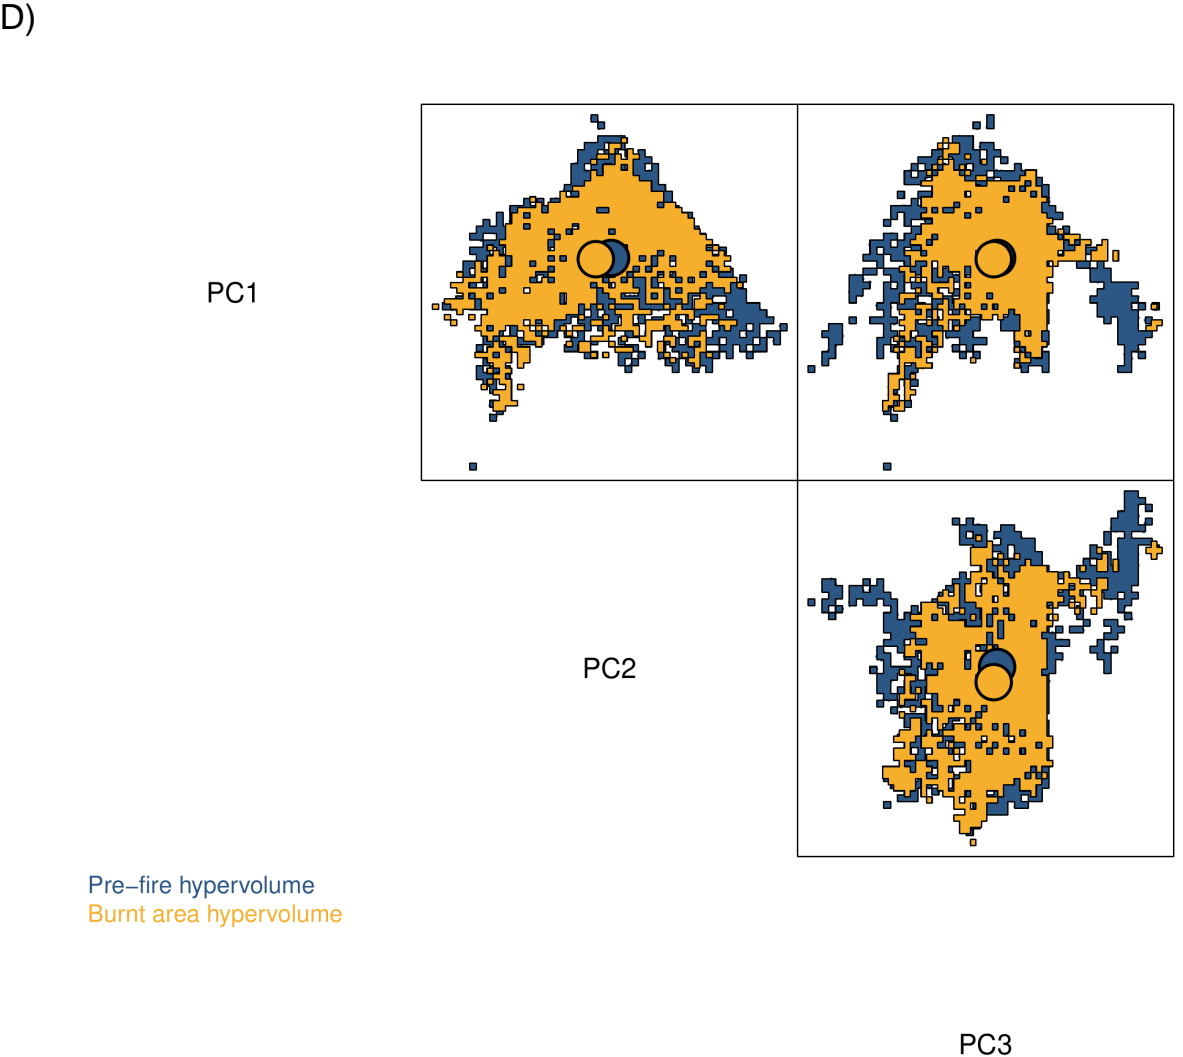 D)
PC1
PC2
Pre−fire hypervolume
Burnt area hypervolume
PC3